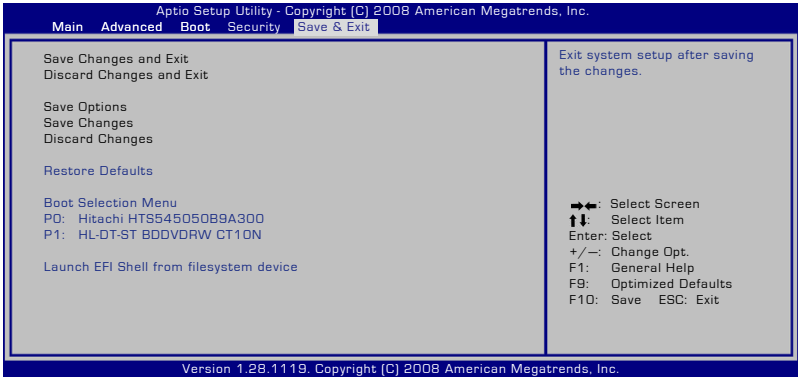 Aptio Setup Utility - Copyright (C) 2008 American Megatrends, Inc.
Main Advanced Boot Security Save & Exit
Save Changes and Exit
Discard Changes and Exit
Save Options
Save Changes
Discard Changes
Restore Defaults
Boot Selection Menu
P0: Hitachi HTS545050B9A300
P1: HL-DT-ST BDDVDRW CT10N
Launch EFI Shell from filesystem device
Exit system setup after saving
the changes.
→←: Select Screen
↑↓: Select Item
Enter: Select
+/—: Change Opt.
F1: General Help
F9: Optimized Defaults
F10: Save ESC: Exit
Version 1.28.1119. Copyright (C) 2008 American Megatrends, Inc.